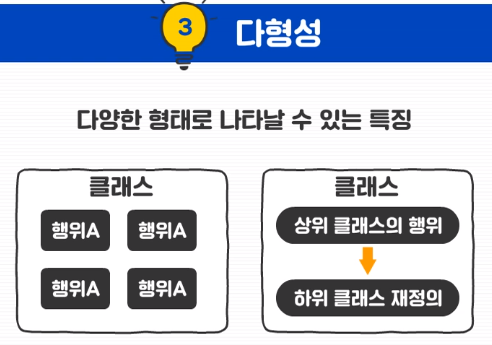 3
다형성
다양한 형태로 나타날 수 있는 특징
클래스
행위A 행위A
행위A 행위A
클래스
상위 클래스의 행위
하위 클래스 재정의